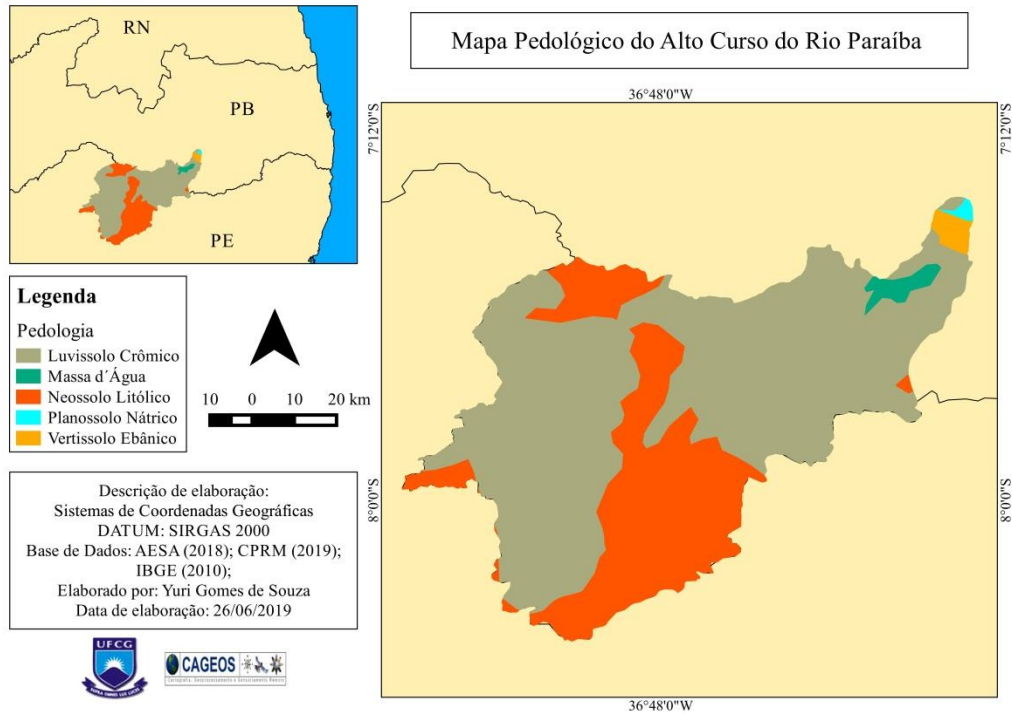 RN
PB
PE
Mapa Pedológico do Alto Curso do Rio Paraíba
36°48'0"W
7°12'0"S
7°12'0"S
8°0'0"S
8°0'0"S
36°48'0"W
Legenda
Pedologia
Luvissolo Crômico
Massa d´Água
Neossolo Litólico
Planossolo Nátrico
Vertissolo Ebânico
10 0 10 20 km
Descrição de elaboração:
Sistemas de Coordenadas Geográficas
DATUM: SIRGAS 2000
Base de Dados: AESA (2018); CPRM (2019);
IBGE (2010);
Elaborado por: Yuri Gomes de Souza
Data de elaboração: 26/06/2019
UFCG
CAGEOS